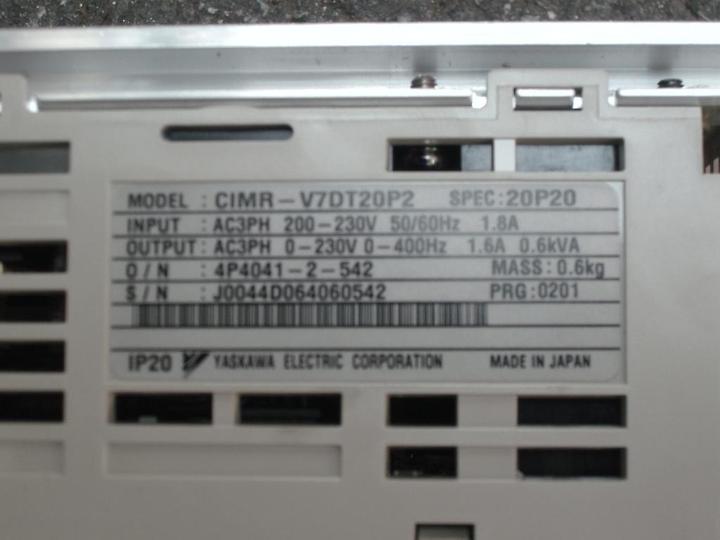 MODEL : CIMR-V7DT20P2 SPEC:20P20
INPUT : AC3PH 200-230V 50/60Hz 1.8A
OUTPUT : AC3PH 0-230V 0-400Hz 1.6A 0.6kVA
O/N : 4P4041-2-542 MASS:0.6kg
S/N : J0044D064060542 PRG:0201
IP20 YASKAWA ELECTRIC CORPORATION MADE IN JAPAN